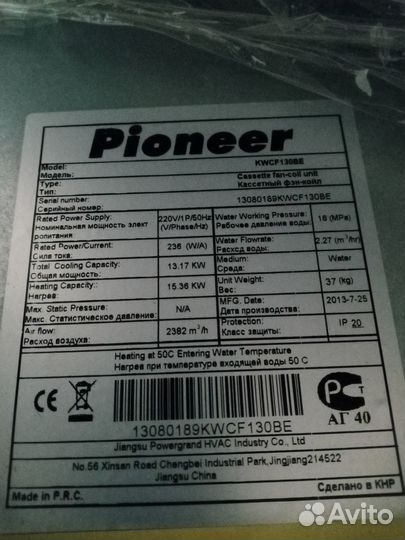 Pioneer
Model: KWCF130BE
Модель:
Type: Cassette fan-coil unit
Тип: Кассетный фэн-койл
Serial number: 13080189KWCF130BE
Серийный номер:
Rated Power Supply: 220V/1P/50Hz Water Working Pressure: 16 (MPa)
Номинальная мощность элект (V/Phase/Hz) Рабочее давление воды:
ропитания
Rated Power/Current: 236 (W/A) Water Flowrate: 2.27 (m³/hr)
Сила тока: Расход воды:
Total Cooling Capacity: 13.17 KW Medium: Water
Общая мощность: Среда:
Heating Capacity: 15.36 KW Unit Weight: 37 (kg)
Нагрев: Вес:
Max. Static Pressure: N/A MFG. Date: 2013-7-25
Макс. Статистическое давление: Дата производства:
Air flow: 2382 m³/h Protection: IP 20
Расход воздуха: Класс защиты:
Heating at 50C Entering Water Temperature
Нагрев при температуре входящей воды 50 С
CE
РСТ
АГ 40
13080189KWCF130BE
Jiangsu Powergrand HVAC Industry Co., Ltd
No.56 Xinsan Road Chengbei Industrial Park,Jingjiang214522
Jiangsu China
Made in P.R.C. Сделано в КНР
Avito